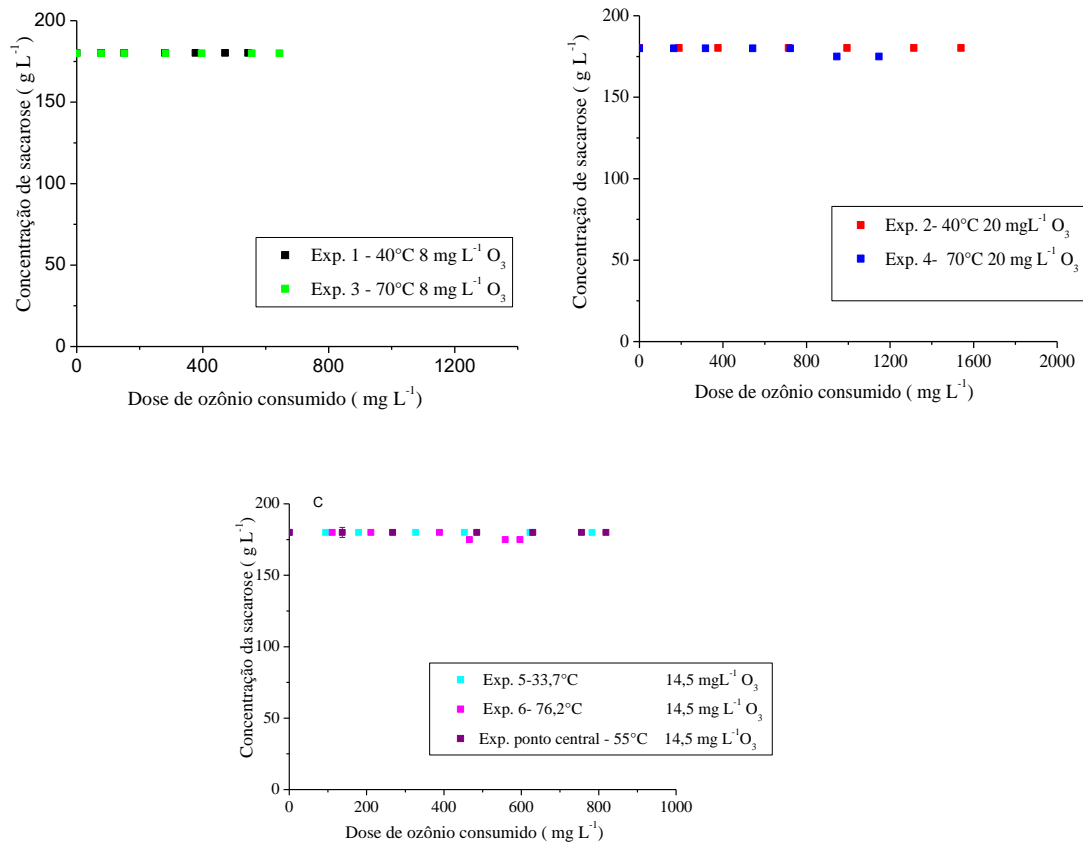 200
150
100
50
0
Concentração de sacarose ( g L⁻¹)
Exp. 1 - 40°C 8 mg L⁻¹ O₃
Exp. 3 - 70°C 8 mg L⁻¹ O₃
0 400 800 1200
Dose de ozônio consumido ( mg L⁻¹)
200
150
100
50
0
Concentração de sacarose ( g L⁻¹)
Exp. 2- 40°C 20 mgL⁻¹ O₃
Exp. 4- 70°C 20 mg L⁻¹ O₃
0 400 800 1200 1600 2000
Dose de ozônio consumido ( mg L⁻¹)
C
200
150
100
50
0
Concentração da sacarose ( g L⁻¹)
Exp. 5-33,7°C 14,5 mgL⁻¹ O₃
Exp. 6- 76,2°C 14,5 mg L⁻¹ O₃
Exp. ponto central - 55°C 14,5 mg L⁻¹O₃
0 200 400 600 800 1000
Dose de ozônio consumido ( mg L⁻¹)